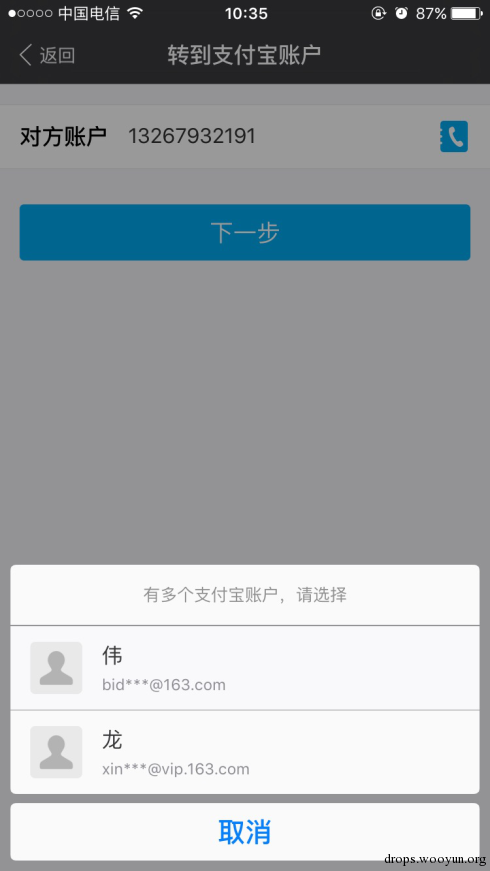 中国电信 10:35 87%
返回 转到支付宝账户
对方账户 13267932191
下一步
有多个支付宝账户，请选择
伟
bid***@163.com
龙
xin***@vip.163.com
取消
drops.wooyun.org